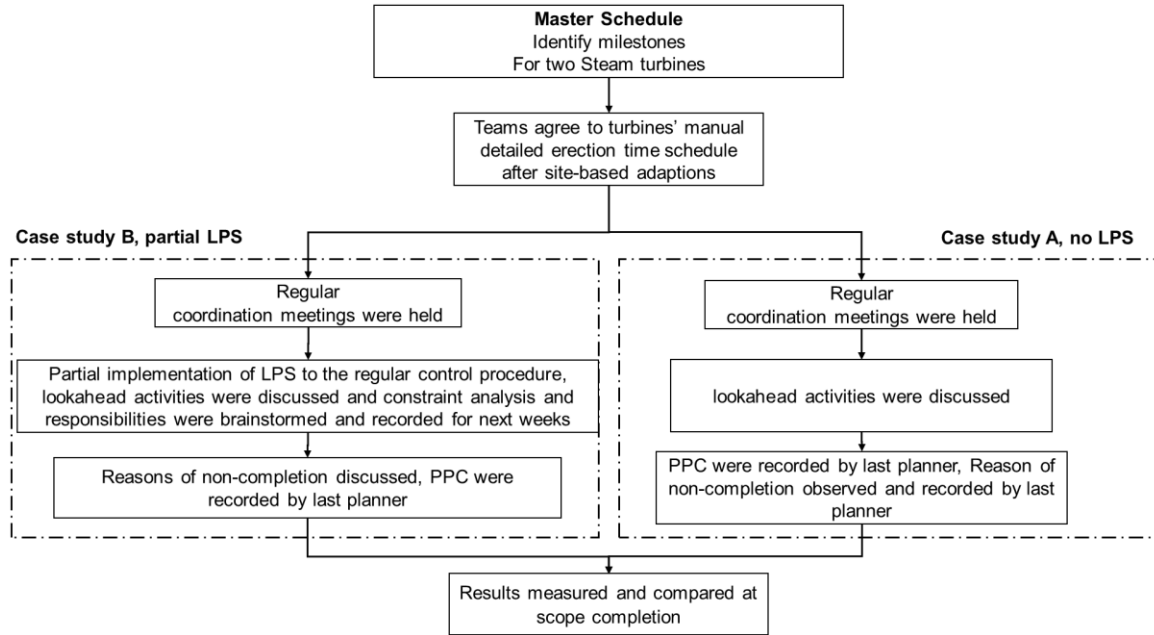 Master Schedule
Identify milestones
For two Steam turbines
Teams agree to turbines' manual
detailed erection time schedule
after site-based adaptions
Case study B, partial LPS
Regular
coordination meetings were held
Partial implementation of LPS to the regular control procedure,
lookahead activities were discussed and constraint analysis and
responsibilities were brainstormed and recorded for next weeks
Reasons of non-completion discussed, PPC were
recorded by last planner
Case study A, no LPS
Regular
coordination meetings were held
lookahead activities were discussed
PPC were recorded by last planner, Reason of
non-completion observed and recorded by last
planner
Results measured and compared at
scope completion